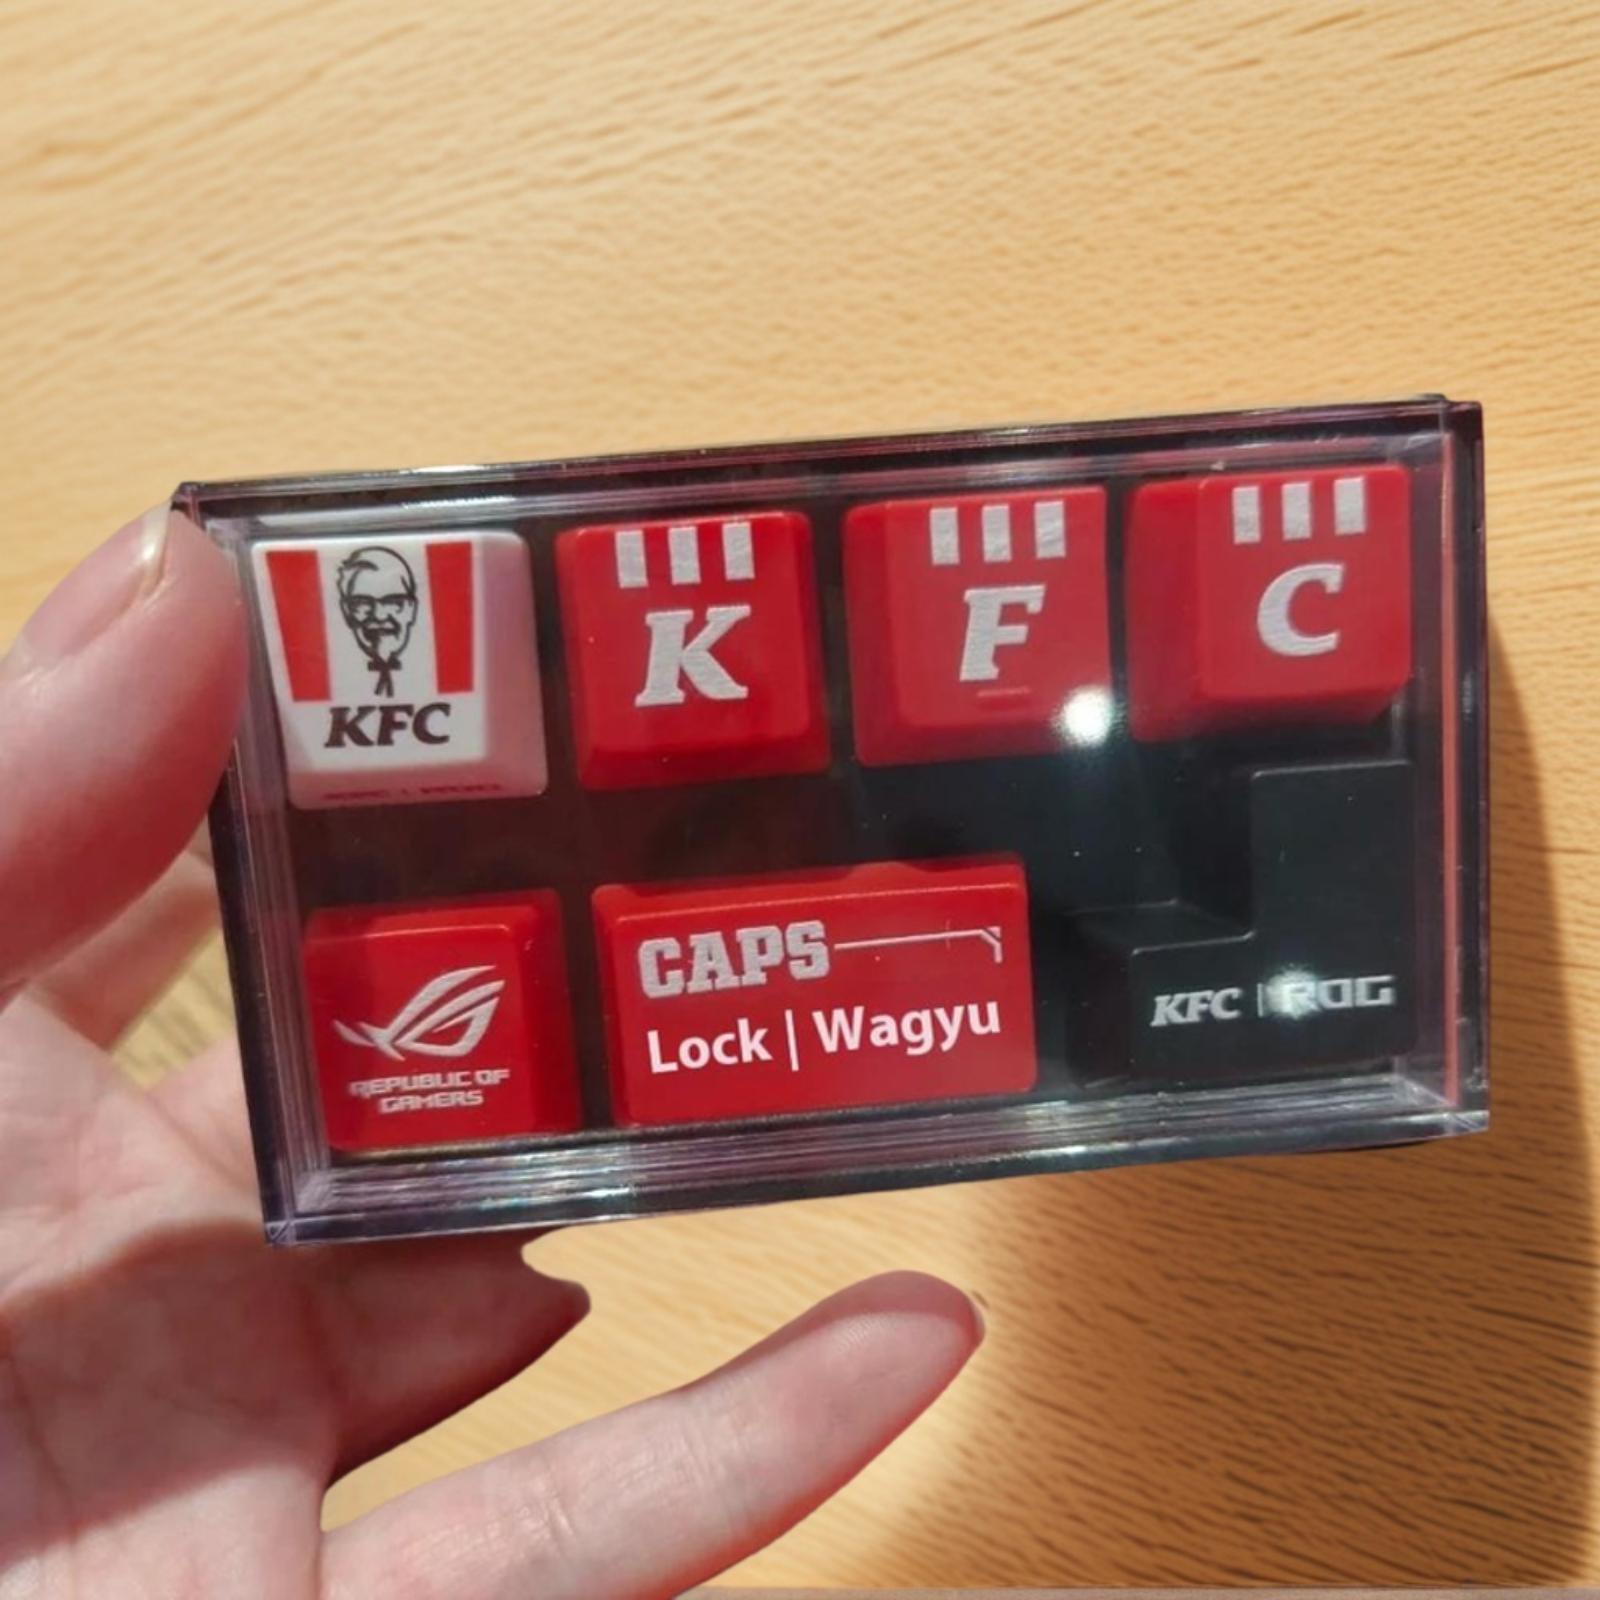 KFC
K
F
C
REPUBLIC OF
GAMERS
CAPS
Lock | Wagyu
KFC | ROG